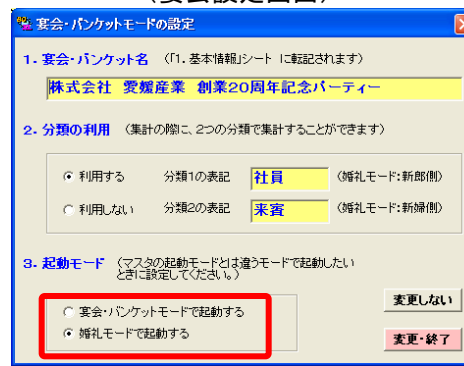 宴会・バンケットモードの設定
1. 宴会・バンケット名 （「1. 基本情報」シート に転記されます）
株式会社 愛媛産業 創業20周年記念パーティー
2. 分類の利用 （集計の際に、2つの分類で集計することができます）
利用する 分類1の表記 社員 （婚礼モード:新郎側）
利用しない 分類2の表記 来賓 （婚礼モード:新婦側）
3. 起動モード （マスタの起動モードとは違うモードで起動したい
ときに設定してください。）
宴会・バンケットモードで起動する
婚礼モードで起動する
変更しない
変更・終了